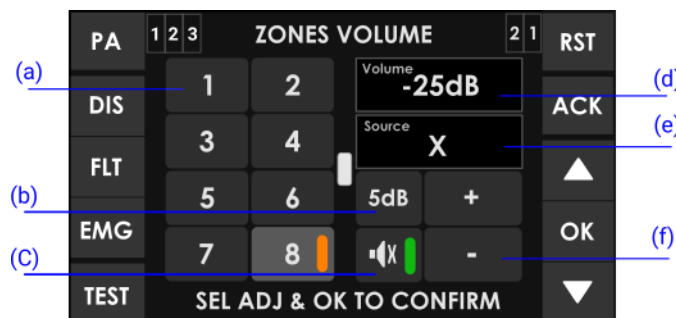 PA 1 2 3 ZONES VOLUME 2 1 RST
(a) 1 2 Volume -25dB (d)
DIS ACK
3 4 Source X (e)
FLT
(b) 5 6 5dB +
EMG OK (f)
(C) 7 8 X -
TEST SEL ADJ & OK TO CONFIRM